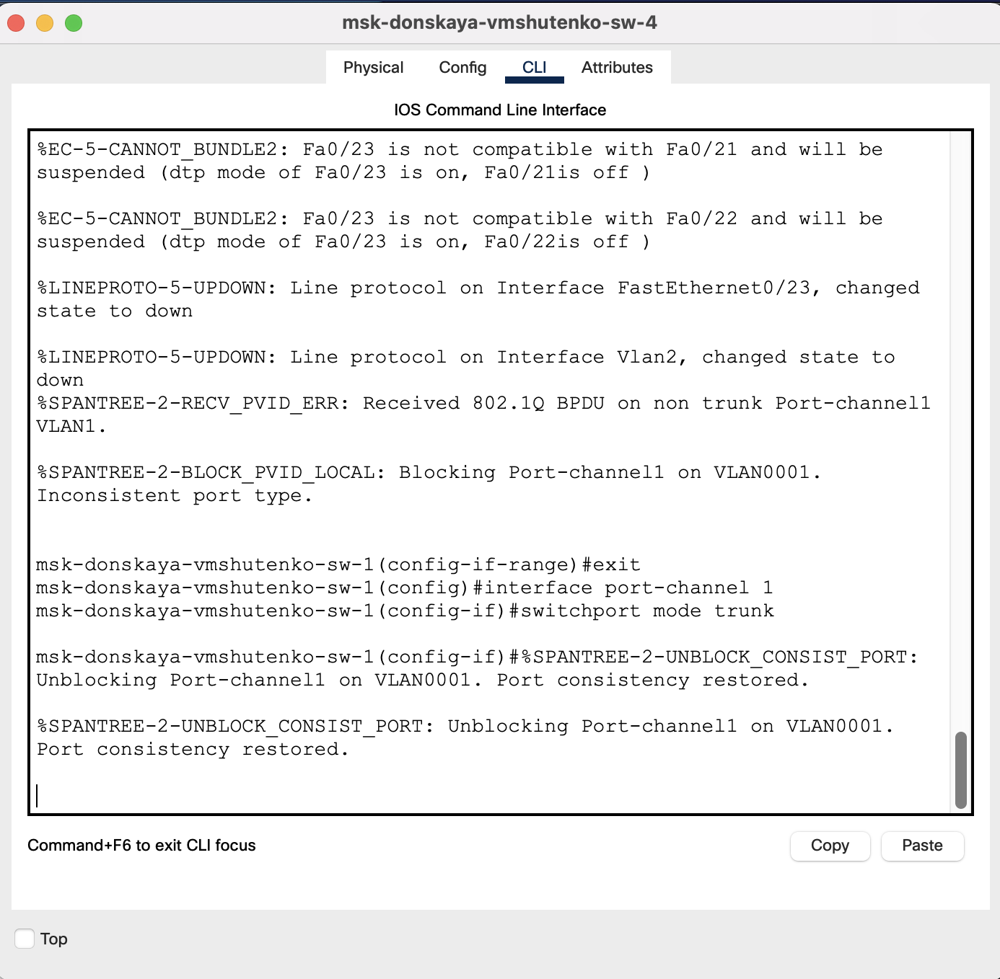 msk-donskaya-vmshutenko-sw-4
Physical Config CLI Attributes
IOS Command Line Interface
%EC-5-CANNOT_BUNDLE2: Fa0/23 is not compatible with Fa0/21 and will be
suspended (dtp mode of Fa0/23 is on, Fa0/21is off )
%EC-5-CANNOT_BUNDLE2: Fa0/23 is not compatible with Fa0/22 and will be
suspended (dtp mode of Fa0/23 is on, Fa0/22is off )
%LINEPROTO-5-UPDOWN: Line protocol on Interface FastEthernet0/23, changed
state to down
%LINEPROTO-5-UPDOWN: Line protocol on Interface Vlan2, changed state to
down
%SPANTREE-2-RECV_PVID_ERR: Received 802.1Q BPDU on non trunk Port-channel1
VLAN1.
%SPANTREE-2-BLOCK_PVID_LOCAL: Blocking Port-channel1 on VLAN0001.
Inconsistent port type.
msk-donskaya-vmshutenko-sw-1(config-if-range)#exit
msk-donskaya-vmshutenko-sw-1(config)#interface port-channel 1
msk-donskaya-vmshutenko-sw-1(config-if)#switchport mode trunk
msk-donskaya-vmshutenko-sw-1(config-if)#%SPANTREE-2-UNBLOCK_CONSIST_PORT:
Unblocking Port-channel1 on VLAN0001. Port consistency restored.
%SPANTREE-2-UNBLOCK_CONSIST_PORT: Unblocking Port-channel1 on VLAN0001.
Port consistency restored.
Command+F6 to exit CLI focus
Copy Paste
Top